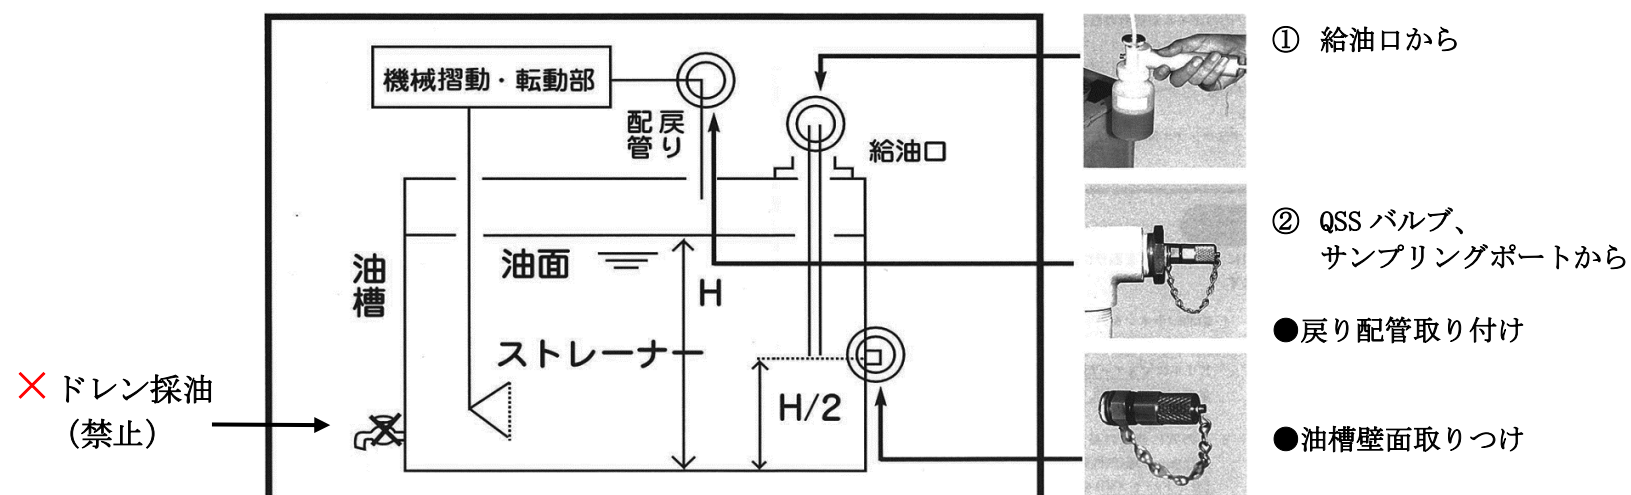 機械摺動・転動部
戻り
配管
給油口
油面
油槽
H
ストレーナー
H/2
× ドレン採油
(禁止)
① 給油口から
② QSS バルブ、
サンプリングポートから
●戻り配管取り付け
●油槽壁面取りつけ